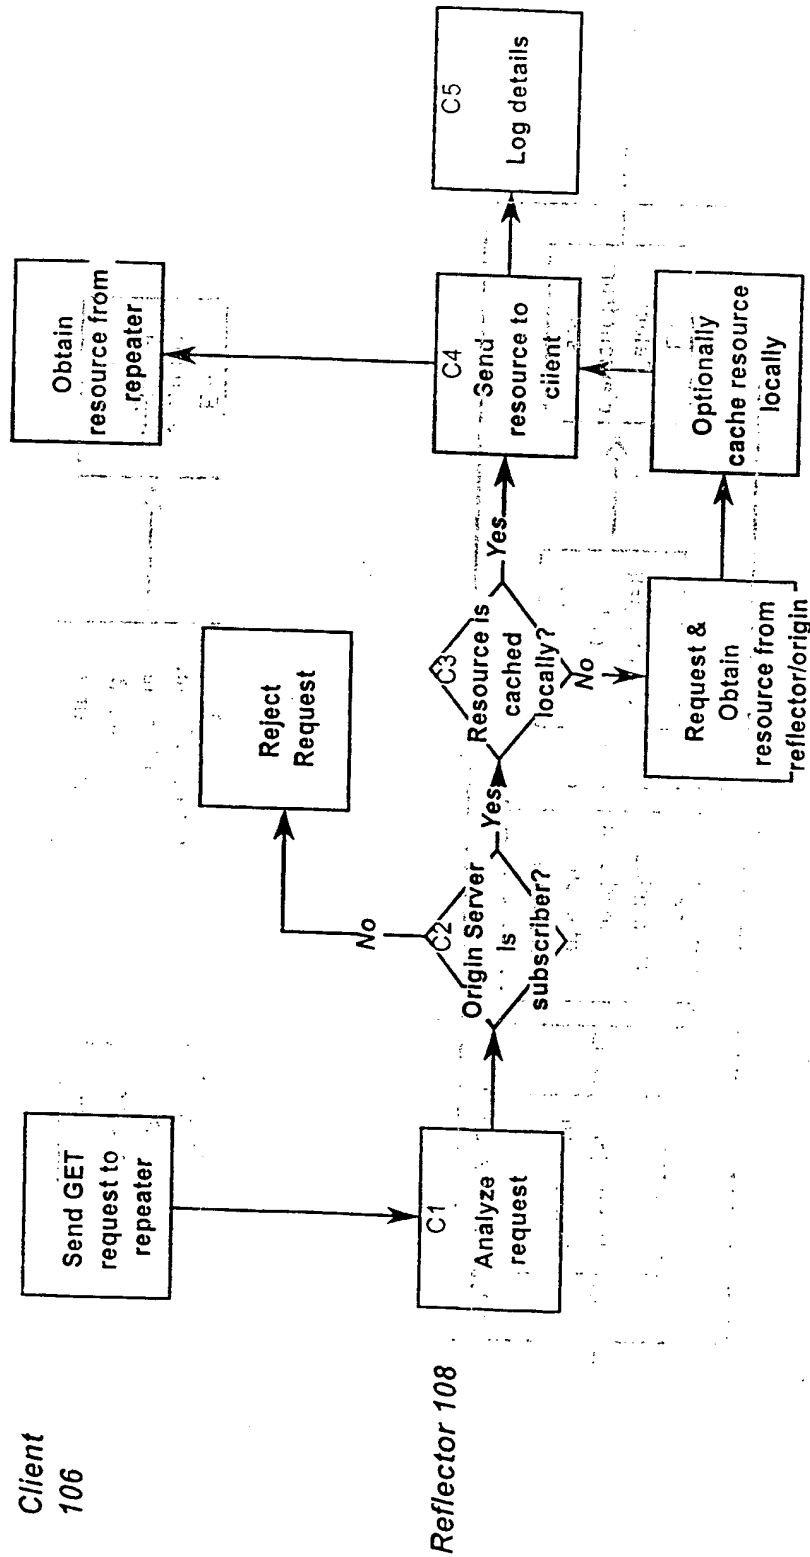 Client
106
Send GET
request to
repeater
Obtain
resource from
repeater
Reject
Request
No
Reflector 108
C1
Analyze
request
C2
Origin Server
Is
subscriber?
Yes
C3
Resource is
cached
locally?
Yes
C4
Send
resource to
client
C5
Log details
No
Request &
Obtain
resource from
reflector/origin
Optionally
cache resource
locally